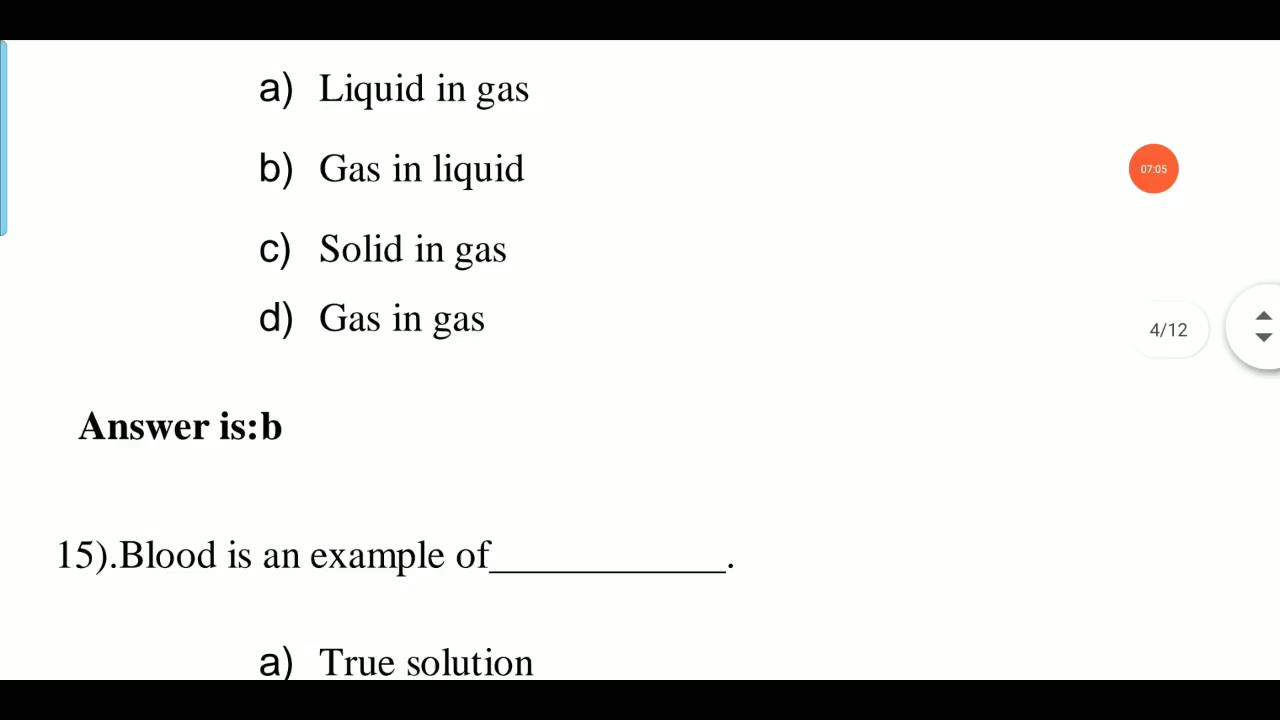 a) Liquid in gas
b) Gas in liquid
07:05
c) Solid in gas
d) Gas in gas
4/12
Answer is:b
15).Blood is an example of____________.
a) True solution